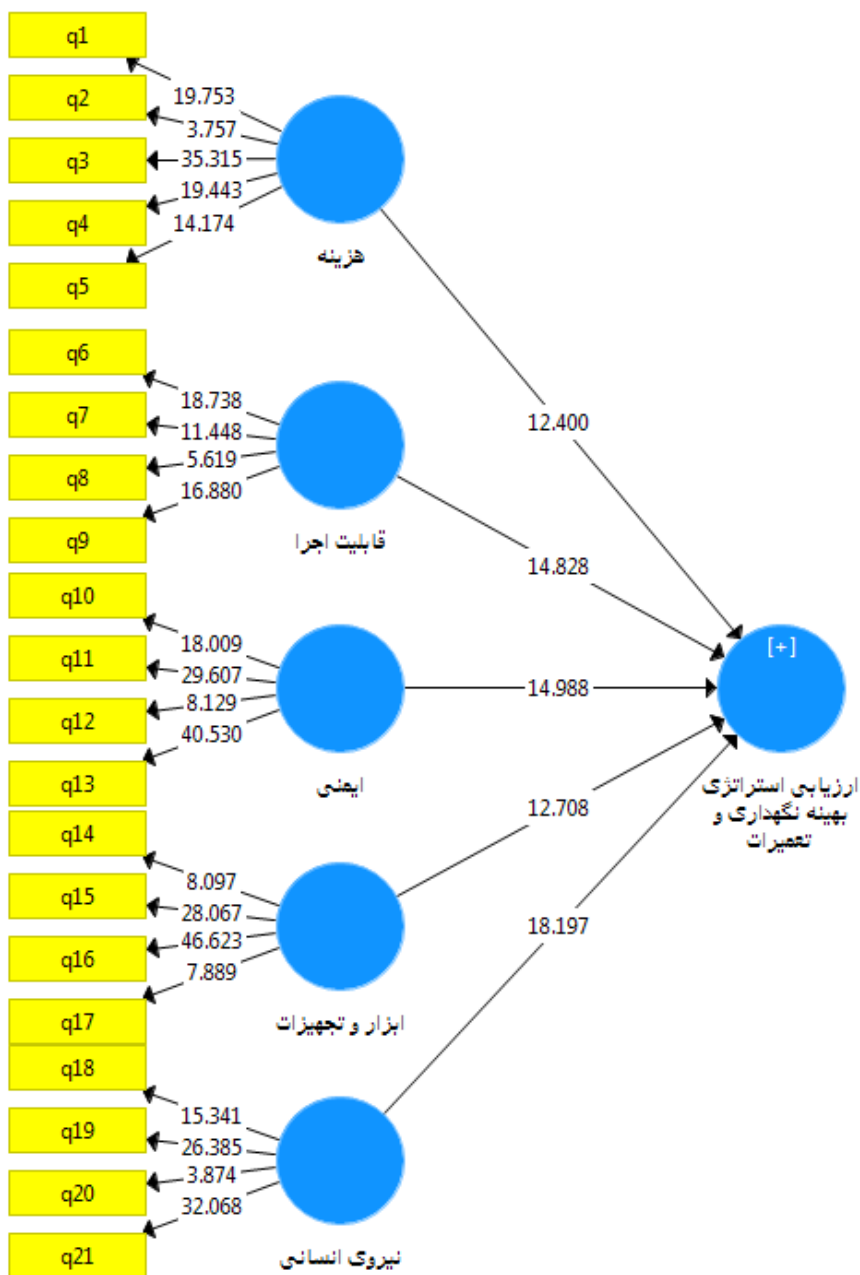 q1
q2
q3
q4
q5
19.753
3.757
35.315
19.443
14.174
هزینه
12.400
q6
q7
q8
q9
18.738
11.448
5.619
16.880
قابلیت اجرا
14.828
q10
q11
q12
q13
18.009
29.607
8.129
40.530
ایمنی
14.988
[+]
ارزیابی استراتژی
بهینه نگهداری و
تعمیرات
q14
q15
q16
q17
8.097
28.067
46.623
7.889
ابزار و تجهیزات
12.708
q18
q19
q20
q21
15.341
26.385
3.874
32.068
نیروی انسانی
18.197